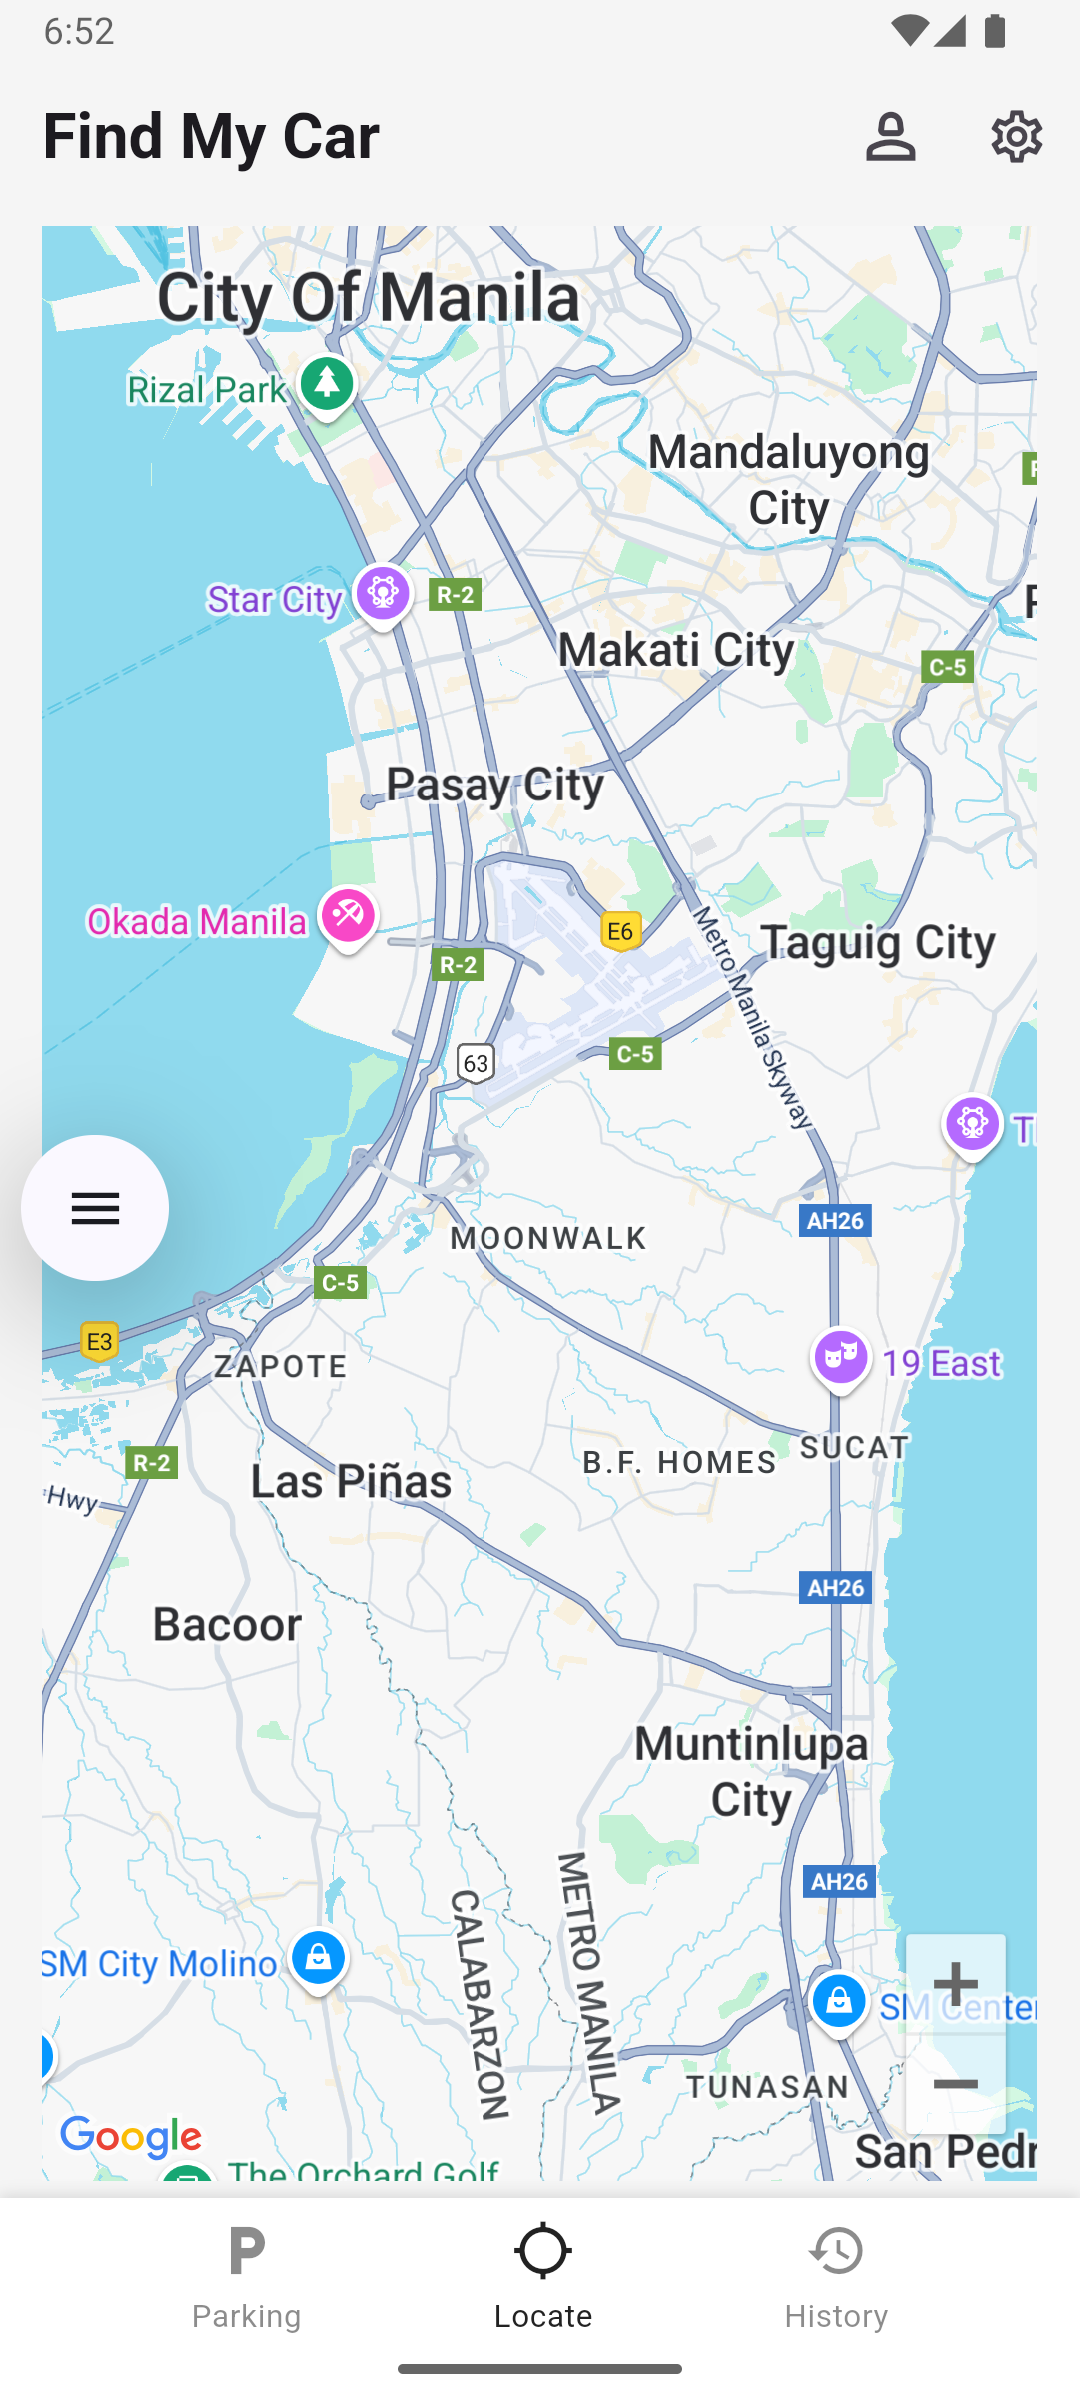 6:52
Find My Car
City Of Manila
Rizal Park
Mandaluyong
City
Star City
R-2
Makati City
C-5
Pasay City
Okada Manila
E6
R-2
Metro Manila Skyway
Taguig City
63
C-5
AH26
MOONWALK
C-5
E3
ZAPOTE
19 East
SUCAT
B.F. HOMES
R-2
Las Piñas
Hwy
AH26
Bacoor
Muntinlupa
City
AH26
METRO MANILA
CALABARZON
SM City Molino
SM Center
TUNASAN
San Pedr
Google
The Orchard Golf
Parking
Locate
History